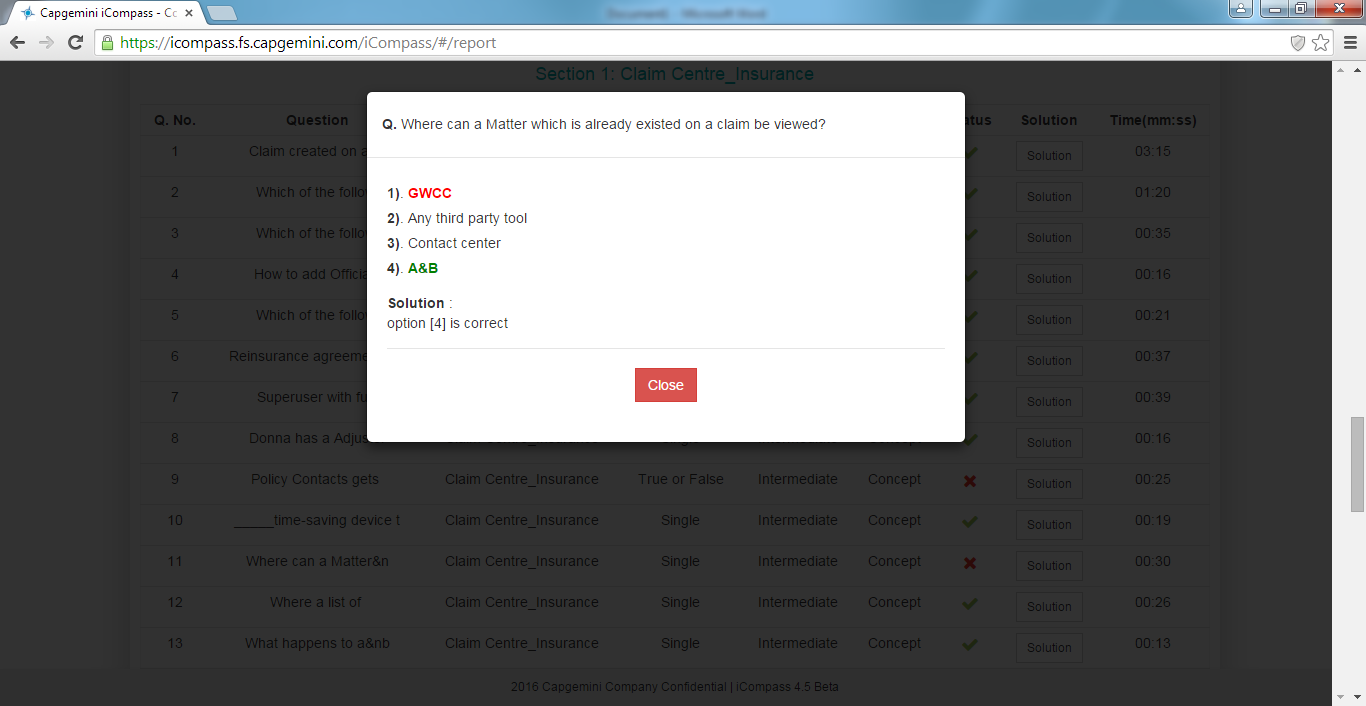 Capgemini iCompass - Co
Document1 - Microsoft Word
https://icompass.fs.capgemini.com/iCompass/#/report
Section 1: Claim Centre_Insurance
Q. No. Question atus Solution Time(mm:ss)
Q. Where can a Matter which is already existed on a claim be viewed?
1). GWCC
2). Any third party tool
3). Contact center
4). A&B
Solution :
option [4] is correct
Close
1 Claim created on a Solution 03:15
2 Which of the follo Solution 01:20
3 Which of the follo Solution 00:35
4 How to add Officia Solution 00:16
5 Which of the follo Solution 00:21
6 Reinsurance agreeme Solution 00:37
7 Superuser with fu Solution 00:39
8 Donna has a Adjus Claim Centre_Insurance Single Intermediate Concept Solution 00:16
9 Policy Contacts gets Claim Centre_Insurance True or False Intermediate Concept Solution 00:25
10 _____time-saving device t Claim Centre_Insurance Single Intermediate Concept Solution 00:19
11 Where can a Matter&n Claim Centre_Insurance Single Intermediate Concept Solution 00:30
12 Where a list of Claim Centre_Insurance Single Intermediate Concept Solution 00:26
13 What happens to a&nb Claim Centre_Insurance Single Intermediate Concept Solution 00:13
2016 Capgemini Company Confidential | iCompass 4.5 Beta